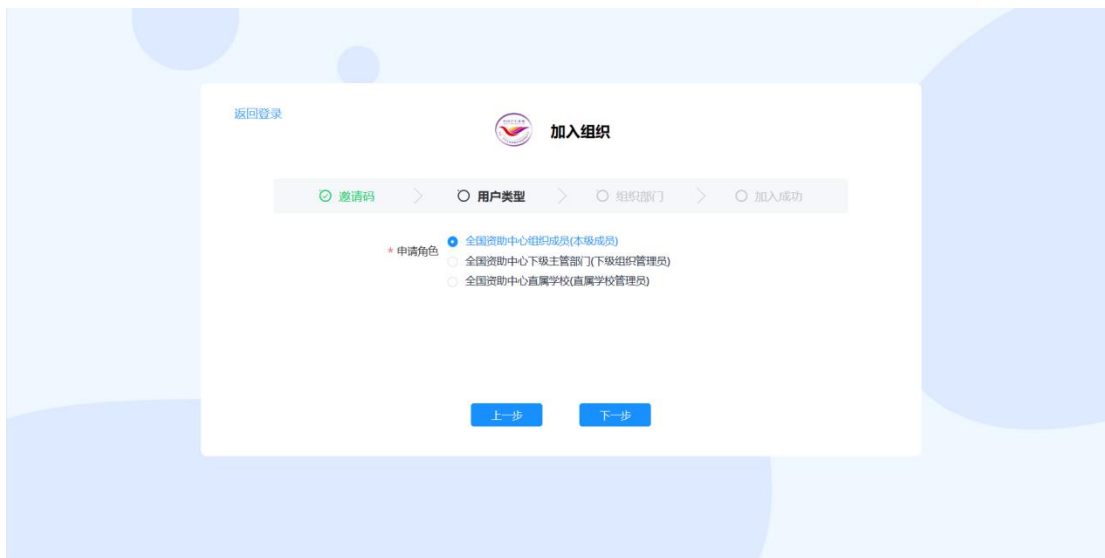 返回登录
加入组织
邀请码 用户类型 组织部门 加入成功
* 申请角色
全国资助中心组织成员(本级成员)
全国资助中心下级主管部门(下级组织管理员)
全国资助中心直属学校(直属学校管理员)
上一步 下一步